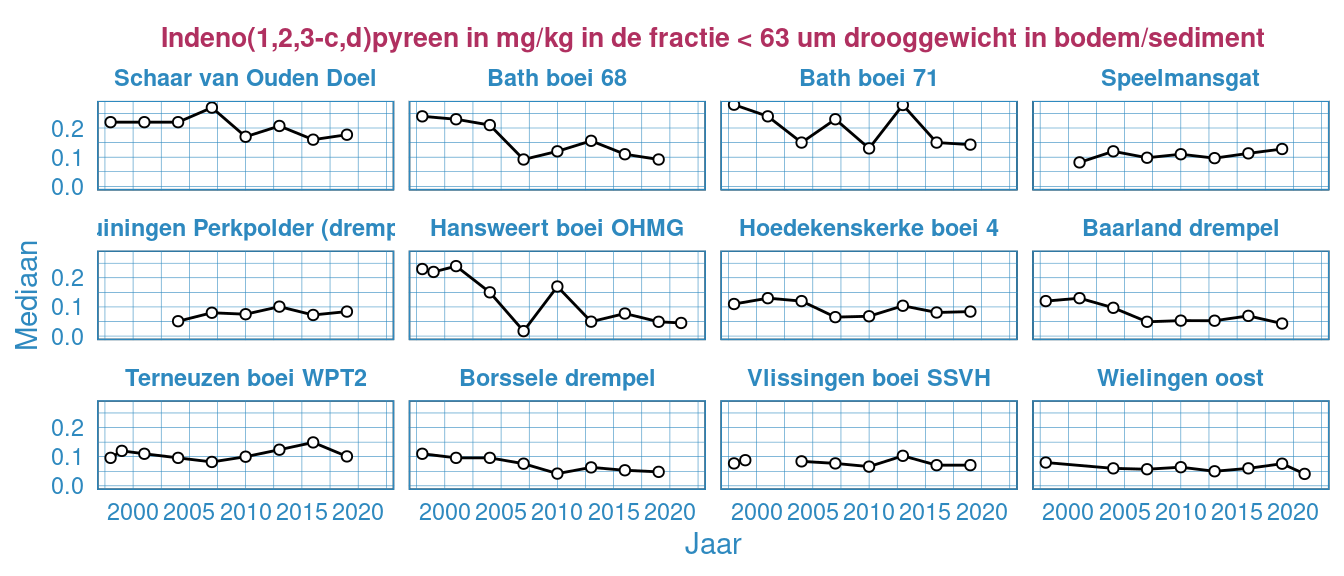 Indeno(1,2,3-c,d)pyreen in mg/kg in de fractie < 63 um drooggewicht in bodem/sediment
Schaar van Ouden Doel Bath boei 68 Bath boei 71 Speelmansgat
0.2
0.1
0.0
uiningen Perkpolder (dremp Hansweert boei OHMG Hoedekenskerke boei 4 Baarland drempel
0.2
0.1
0.0
Mediaan
Terneuzen boei WPT2 Borssele drempel Vlissingen boei SSVH Wielingen oost
0.2
0.1
0.0
2000 2005 2010 2015 2020 2000 2005 2010 2015 2020 2000 2005 2010 2015 2020 2000 2005 2010 2015 2020
Jaar